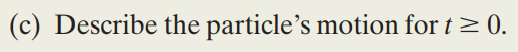 (c) Describe the particle’s motion for t ≥ 0.